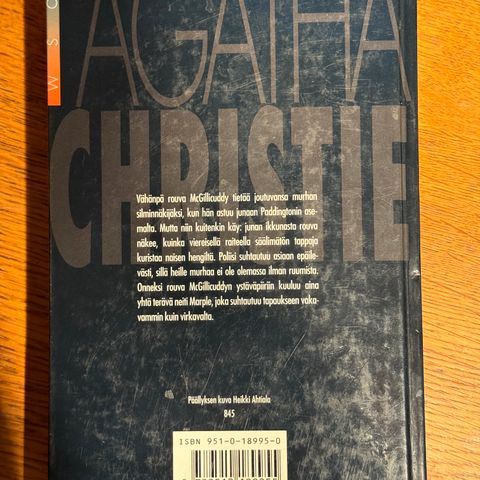 WSO
AGATHA
CHRISTIE
Vähänpä rouva McGillicuddy tietää joutuvansa murhan
silminnäkijäksi, kun hän astuu junaan Paddingtonin ase-
malta. Mutta niin kuitenkin käy: junan ikkunasta rouva
näkee, kuinka viereisellä raiteella säälimätön tappaja
kuristaa naisen hengiltä. Poliisi suhtautuu asiaan epäile-
västi, sillä heille murhaa ei ole olemassa ilman ruumista.
Onneksi rouva McGillicuddyn ystäväpiiriin kuuluu aina
yhtä terävä neiti Marple, joka suhtautuu tapaukseen vaka-
vammin kuin virkavalta.
Päällyksen kuva Heikki Ahtiala
845
ISBN 951-0-18995-0